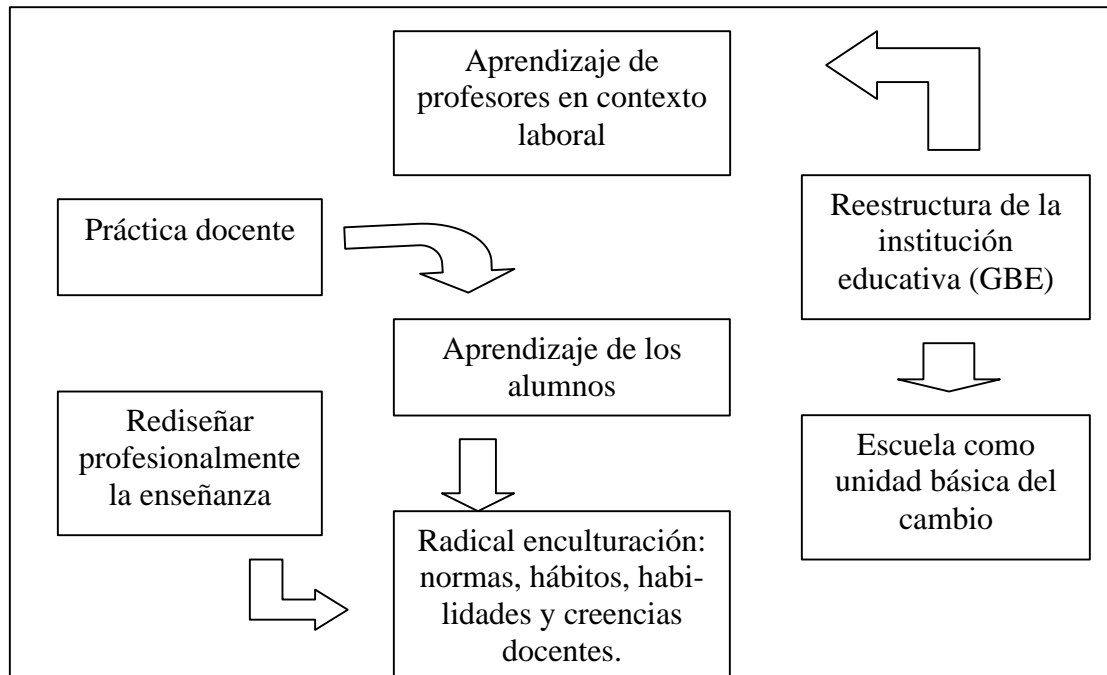 Aprendizaje de
profesores en contexto
laboral
Práctica docente
Reestructura de la
institución
educativa (GBE)
Aprendizaje de los
alumnos
Rediseñar
profesionalmente
la enseñanza
Escuela como
unidad básica del
cambio
Radical enculturación:
normas, hábitos, habi-
lidades y creencias
docentes.